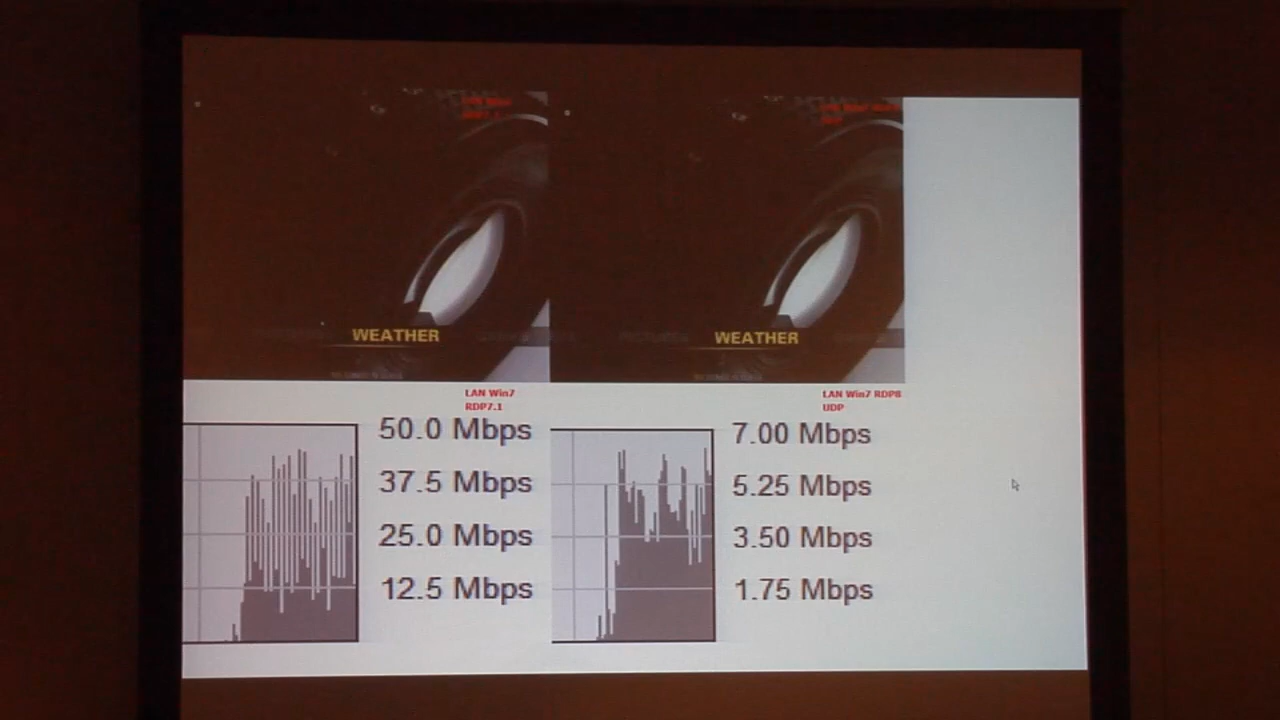 WEATHER
WEATHER
LAN Win7
RDP7.1
LAN Win7 RDP8
UDP
50.0 Mbps
37.5 Mbps
25.0 Mbps
12.5 Mbps
7.00 Mbps
5.25 Mbps
3.50 Mbps
1.75 Mbps